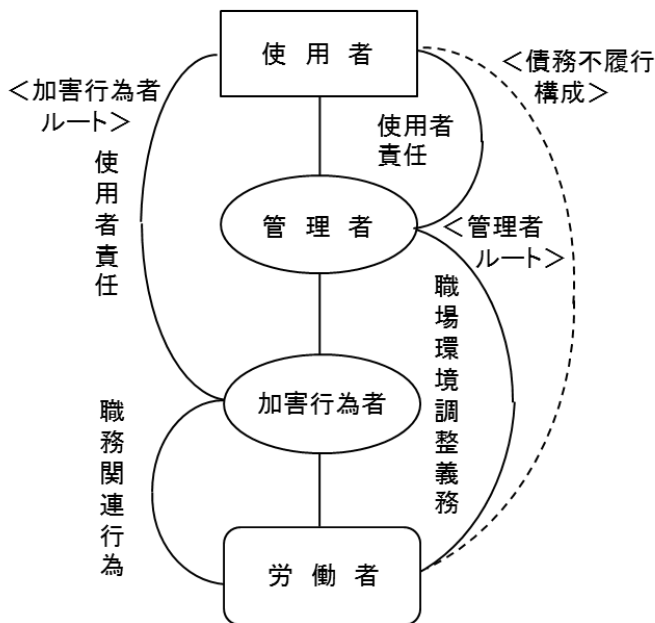 使用者
＜債務不履行
構成＞
＜加害行為者
ルート＞
使用者
責任
使用者責任
管理者
＜管理者
ルート＞
職場環境調整義務
加害行為者
職務関連行為
労働者